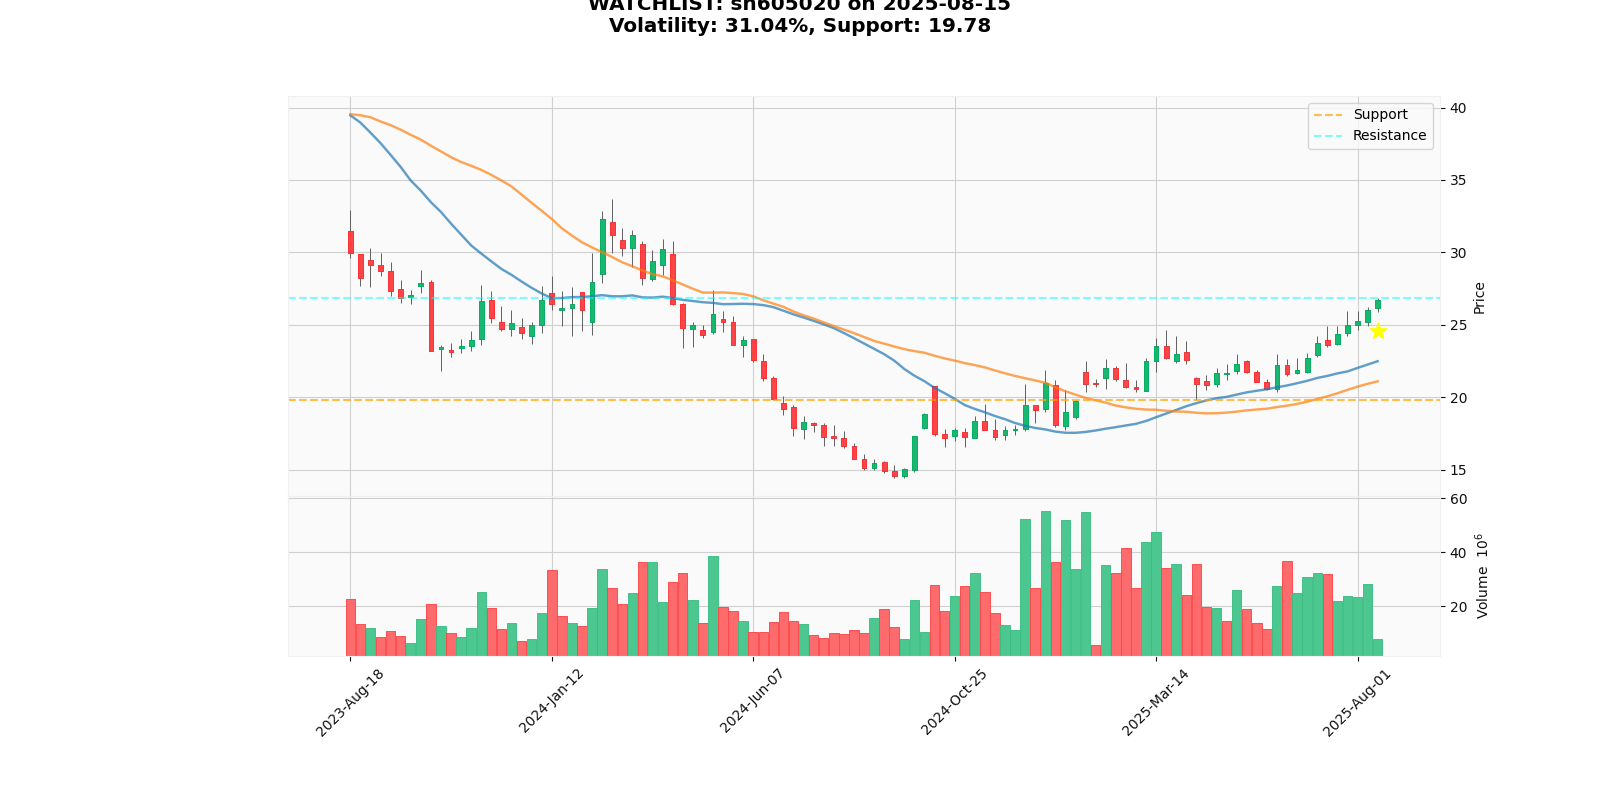 WATCHLIST: sh605020 on 2025-08-15
Volatility: 31.04%, Support: 19.78
Support
Resistance
40
35
30
25
20
15
Price
60
40
20
Volume 10^6
2023-Aug-18
2024-Jan-12
2024-Jun-07
2024-Oct-25
2025-Mar-14
2025-Aug-01